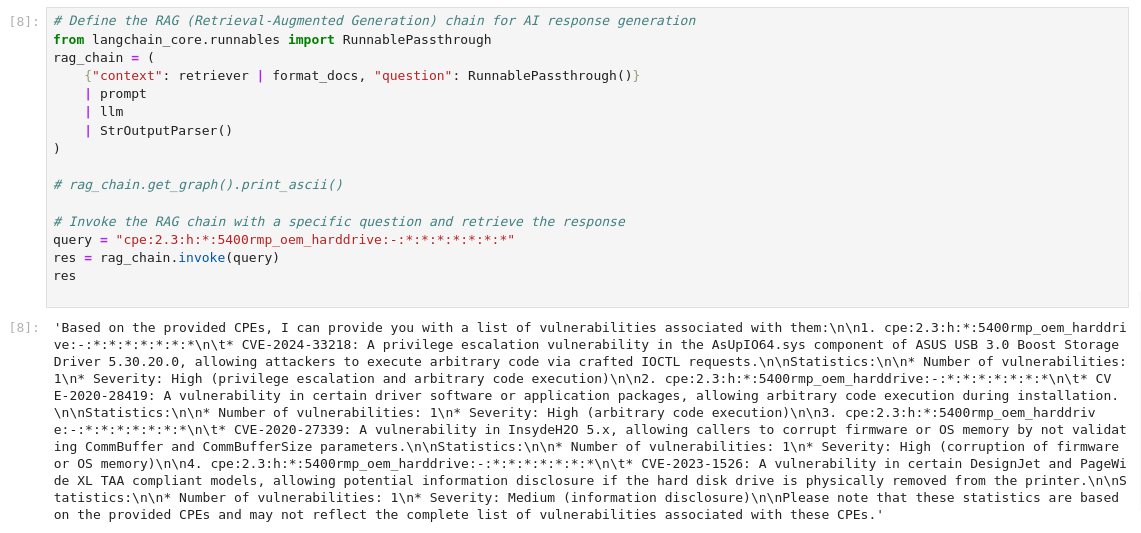 [8]: # Define the RAG (Retrieval-Augmented Generation) chain for AI response generation
from langchain_core.runnables import RunnablePassthrough
rag_chain = (
    {"context": retriever | format_docs, "question": RunnablePassthrough()}
    | prompt
    | llm
    | StrOutputParser()
)

# rag_chain.get_graph().print_ascii()

# Invoke the RAG chain with a specific question and retrieve the response
query = "cpe:2.3:h:*:5400rmp_oem_harddrive:-:*:*:*:*:*:*:*"
res = rag_chain.invoke(query)
res

[8]: 'Based on the provided CPEs, I can provide you with a list of vulnerabilities associated with them:\n\n1. cpe:2.3:h:*:5400rmp_oem_harddri
ve:-:*:*:*:*:*:*:*\n\t* CVE-2024-33218: A privilege escalation vulnerability in the AsUpIO64.sys component of ASUS USB 3.0 Boost Storage
Driver 5.30.20.0, allowing attackers to execute arbitrary code via crafted IOCTL requests.\n\nStatistics:\n\n* Number of vulnerabilities:
1\n* Severity: High (privilege escalation and arbitrary code execution)\n\n2. cpe:2.3:h:*:5400rmp_oem_harddrive:-:*:*:*:*:*:*:*\n\t* CV
E-2020-28419: A vulnerability in certain driver software or application packages, allowing arbitrary code execution during installation.
\n\nStatistics:\n\n* Number of vulnerabilities: 1\n* Severity: High (arbitrary code execution)\n\n3. cpe:2.3:h:*:5400rmp_oem_harddriv
e:-:*:*:*:*:*:*:*\n\t* CVE-2020-27339: A vulnerability in InsydeH2O 5.x, allowing callers to corrupt firmware or OS memory by not validat
ing CommBuffer and CommBufferSize parameters.\n\nStatistics:\n\n* Number of vulnerabilities: 1\n* Severity: High (corruption of firmware
or OS memory)\n\n4. cpe:2.3:h:*:5400rmp_oem_harddrive:-:*:*:*:*:*:*:*\n\t* CVE-2023-1526: A vulnerability in certain DesignJet and PageWi
de XL TAA compliant models, allowing potential information disclosure if the hard disk drive is physically removed from the printer.\n\nS
tatistics:\n\n* Number of vulnerabilities: 1\n* Severity: Medium (information disclosure)\n\nPlease note that these statistics are based
on the provided CPEs and may not reflect the complete list of vulnerabilities associated with these CPEs.'